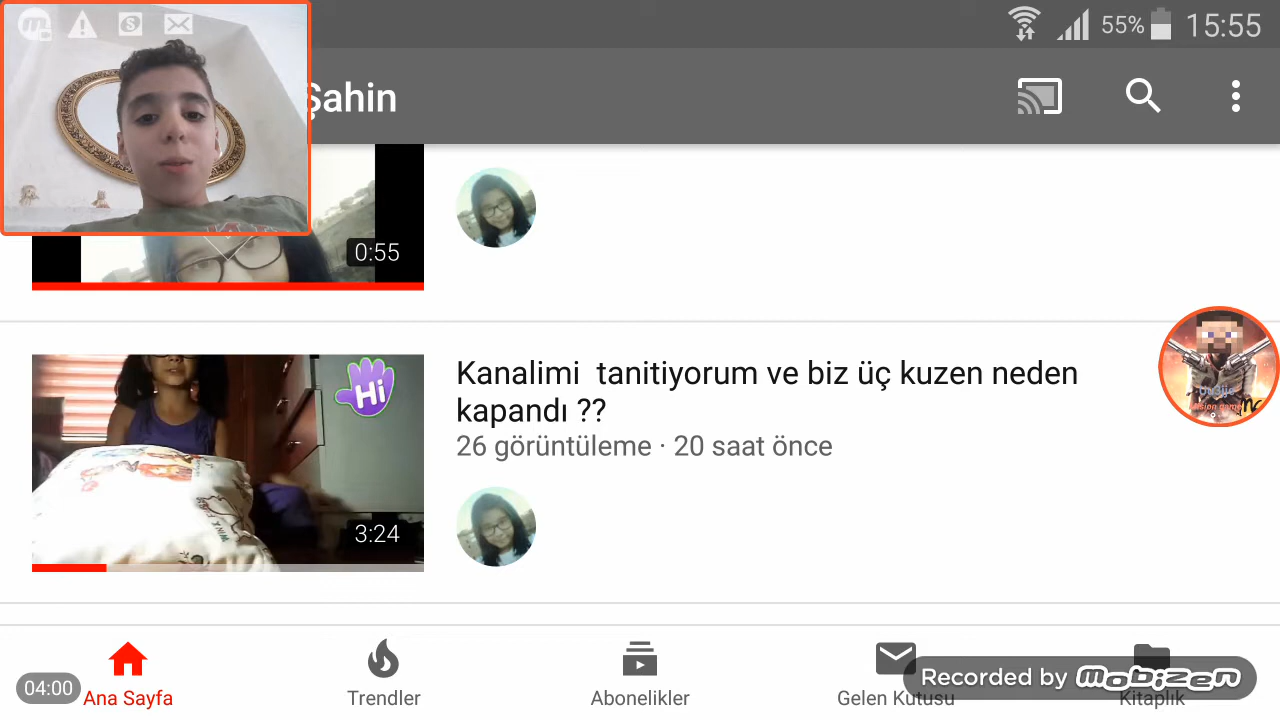 55% 15:55
Şahin
0:55
Kanalimi tanitiyorum ve biz üç kuzen neden
kapandı ??
26 görüntüleme · 20 saat önce
Hi
3:24
04:00
Ana Sayfa
Trendler
Abonelikler
Gelen Kutusu
Kitaplık
Recorded by mobizen